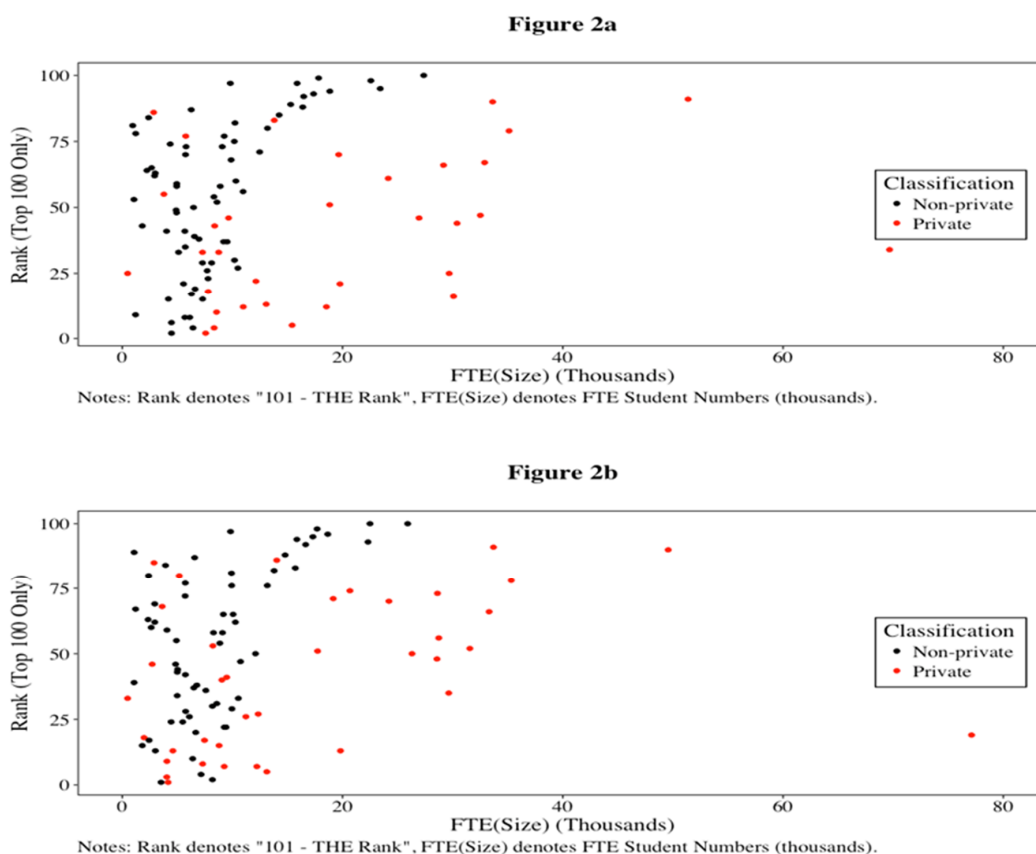 Figure 2a
100
75
50
25
0
Rank (Top 100 Only)
Classification
Non-private
Private
0 20 40 60 80
FTE(Size) (Thousands)
Notes: Rank denotes "101 - THE Rank", FTE(Size) denotes FTE Student Numbers (thousands).
Figure 2b
100
75
50
25
0
Rank (Top 100 Only)
Classification
Non-private
Private
0 20 40 60 80
FTE(Size) (Thousands)
Notes: Rank denotes "101 - THE Rank", FTE(Size) denotes FTE Student Numbers (thousands).